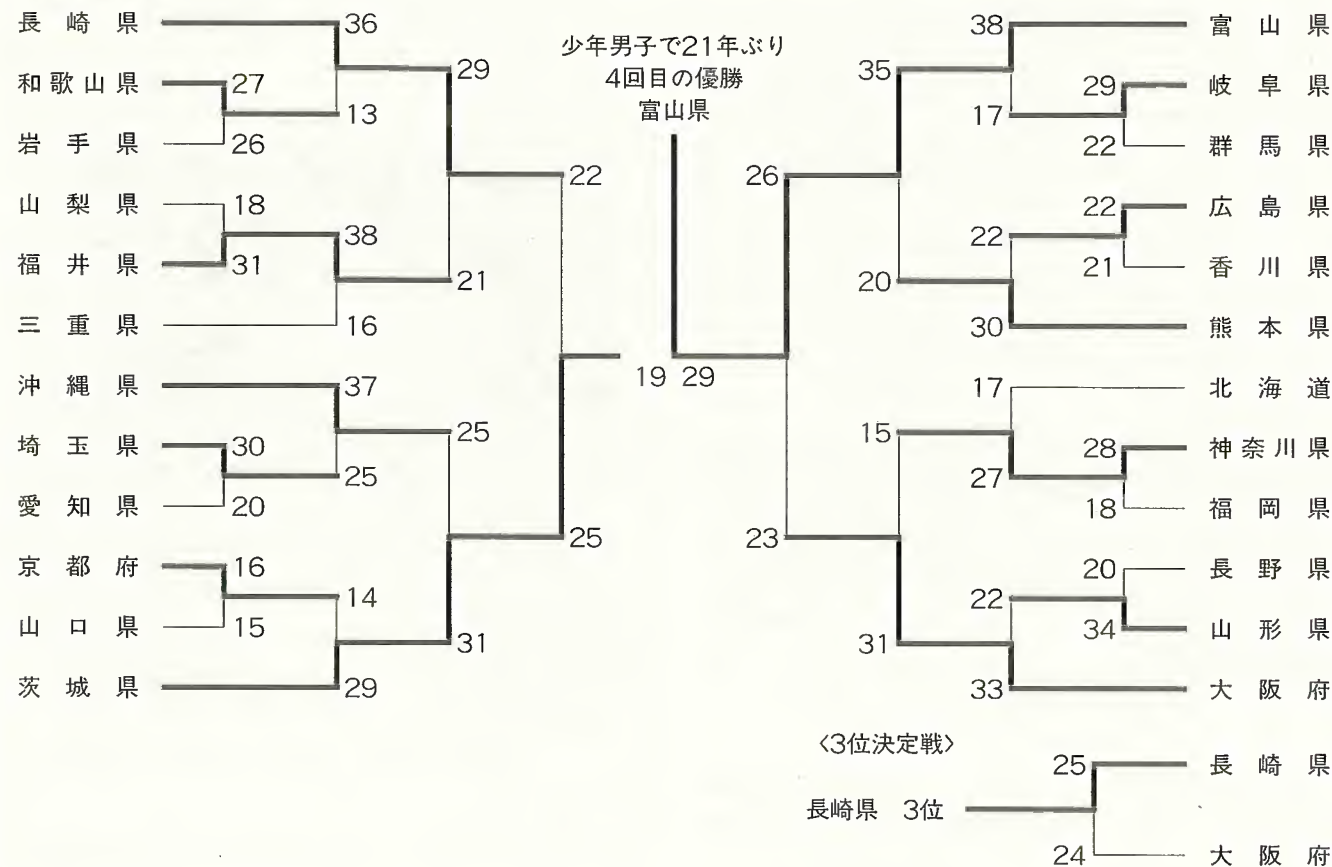 少年男子で21年ぶり
4回目の優勝
富山県
長崎県
和歌山県
岩手県
山梨県
福井県
三重県
沖縄県
埼玉県
愛知県
京都府
山口県
茨城県
36
27
13
26
18
38
31
16
37
30
25
20
16
14
15
29
29
21
25
31
22
25
19 29
26
23
35
20
15
31
38
17
29
22
22
22
21
30
17
27
28
18
20
22
34
33
富山県
岐阜県
群馬県
広島県
香川県
熊本県
北海道
神奈川県
福岡県
長野県
山形県
大阪府
〈3位決定戦〉
長崎県 3位
25 長崎県
24 大阪府